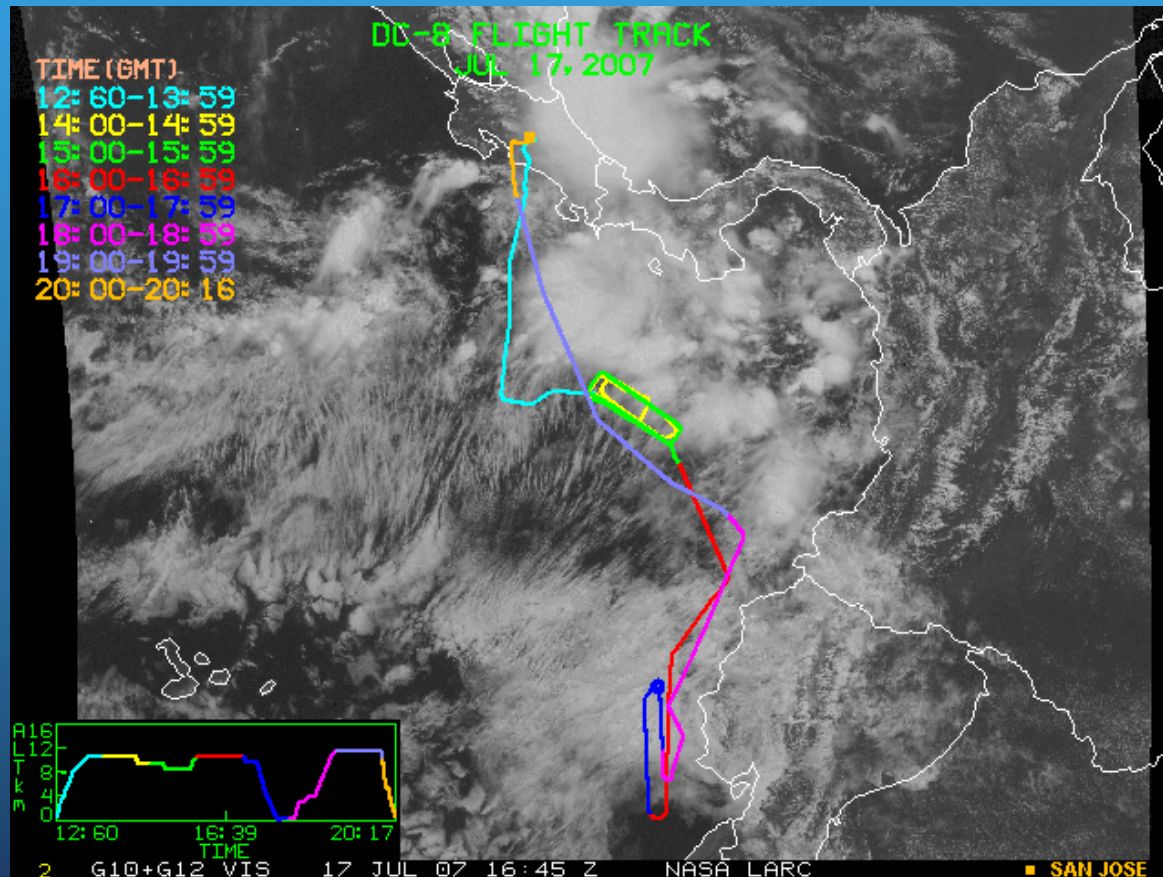 DC-8 FLIGHT TRACK
JUL 17,2007
TIME(GMT)
12:60-13:59
14:00-14:59
15:00-15:59
16:00-16:59
17:00-17:59
18:00-18:59
19:00-19:59
20:00-20:16
A16
L12
T 8
k 4
m 0
12:60 16:39 20:17
TIME
2 G10+G12 VIS 17 JUL 07 16:45 Z NASA LARC SAN JOSE